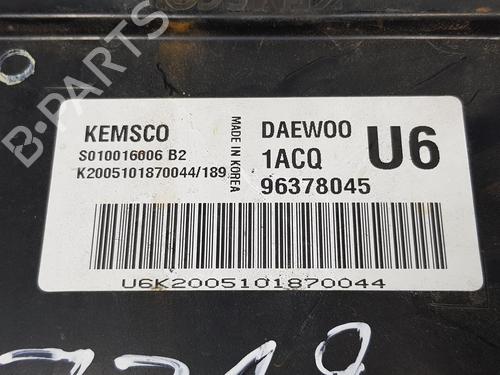 KEMSCO
S010016006 B2
K2005101870044/189
MADE IN KOREA
DAEWOO
1ACQ
96378045
U6
U6K2005101870044
B-PARTS